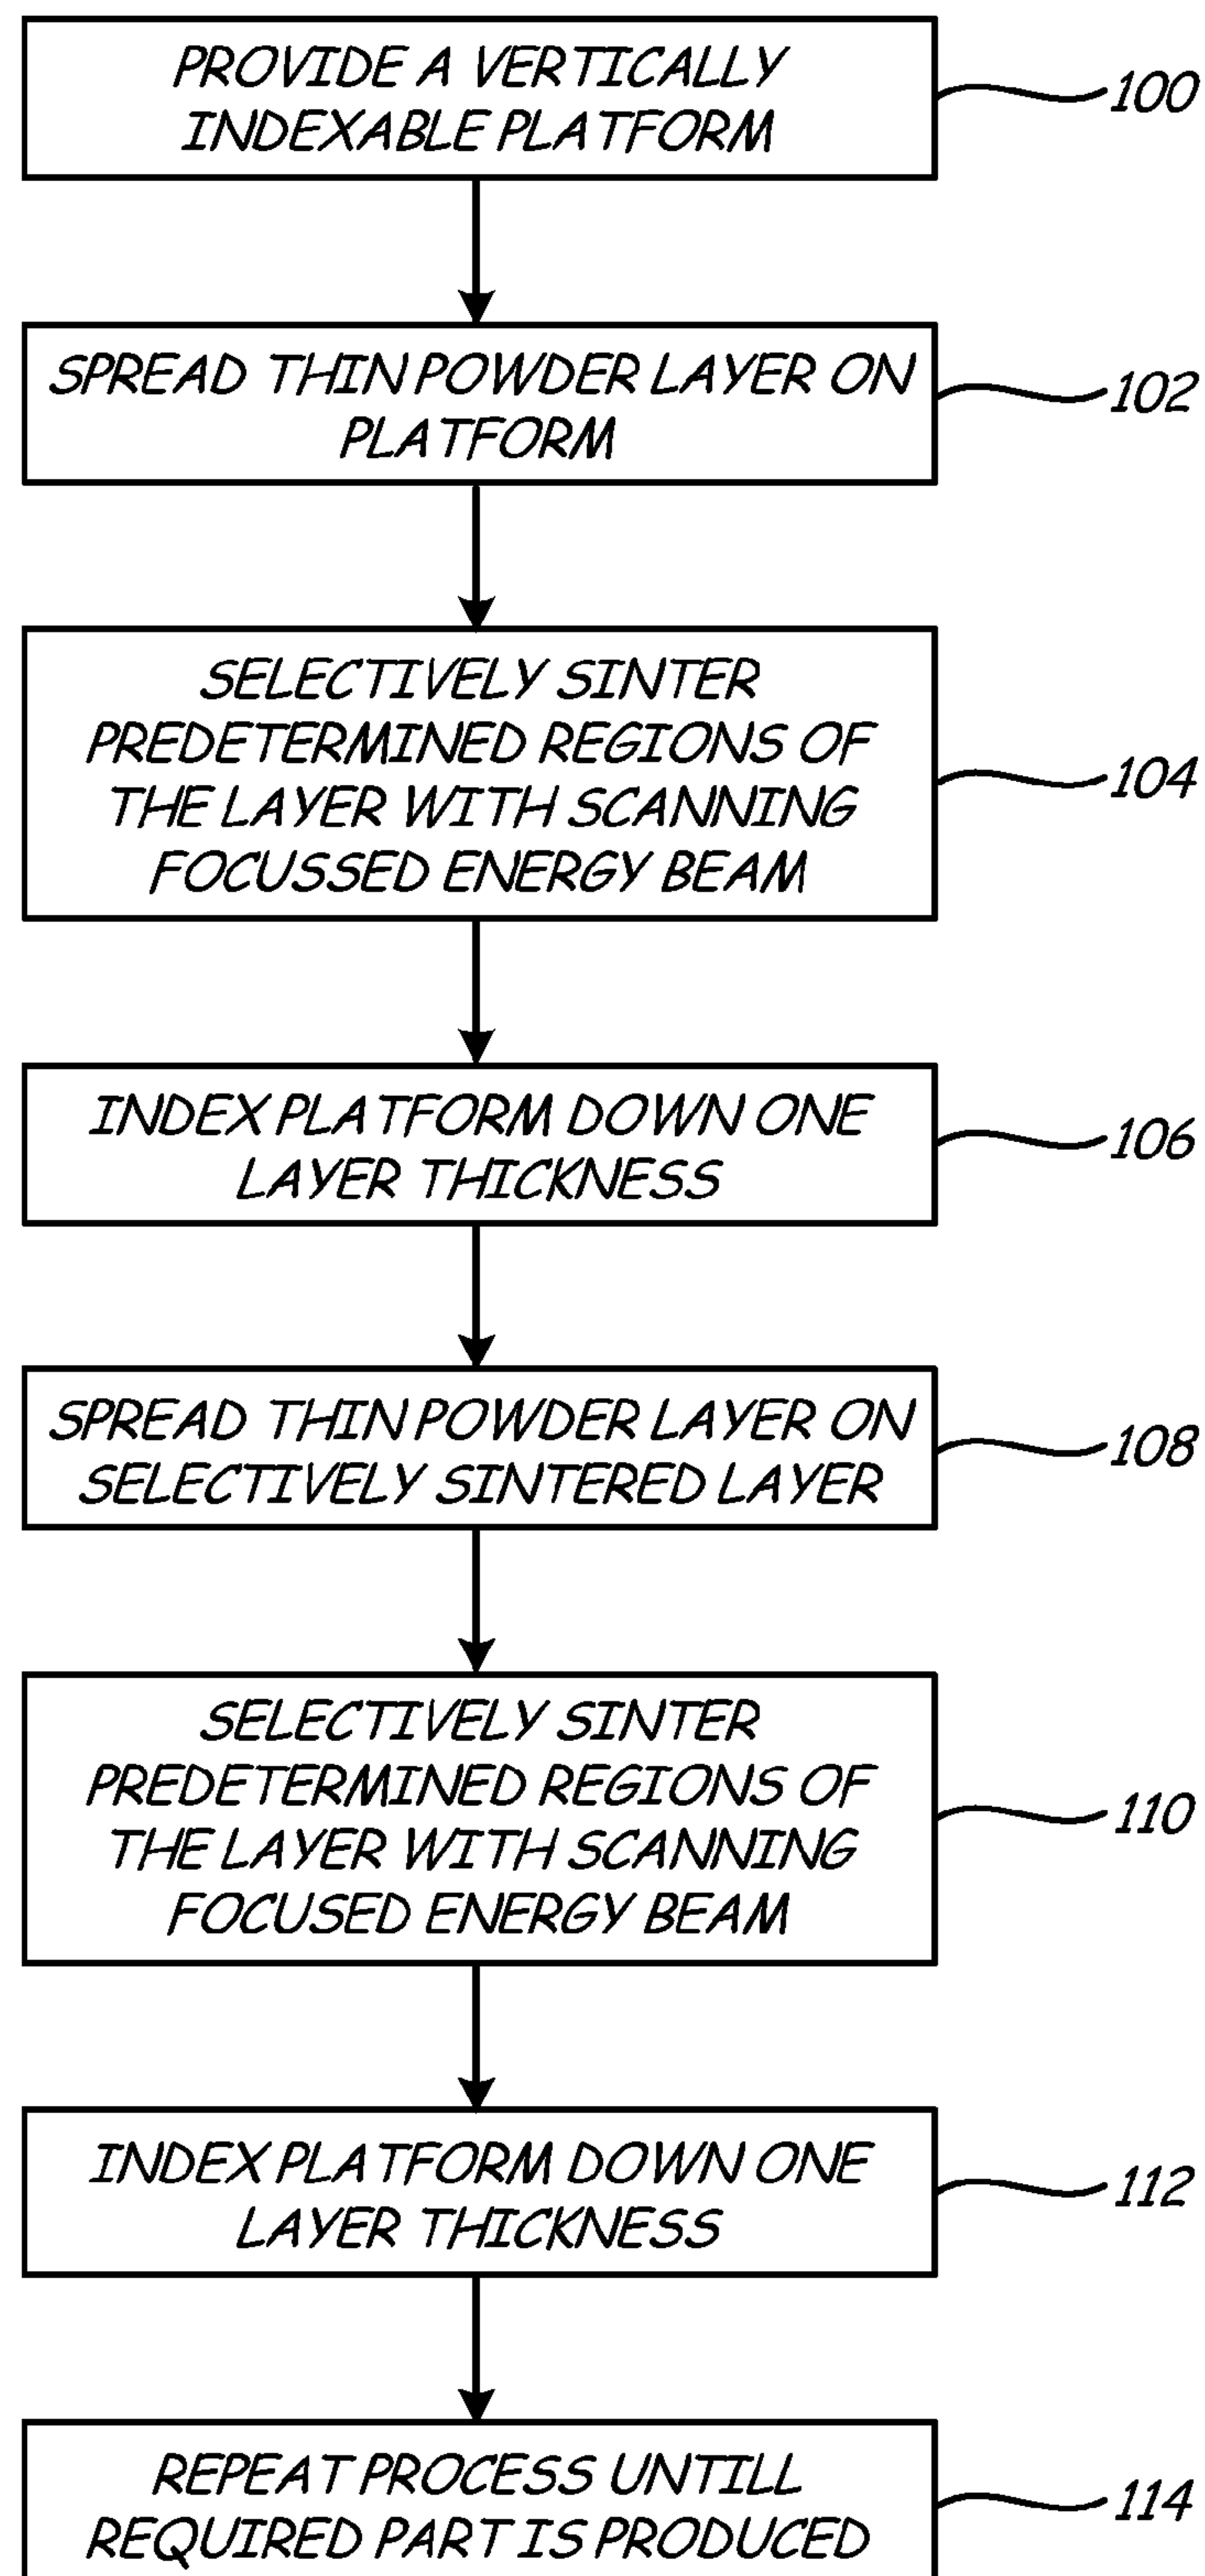 PROVIDE A VERTICALLY
INDEXABLE PLATFORM
100
SPREAD THIN POWDER LAYER ON
PLATFORM
102
SELECTIVELY SINTER
PREDETERMINED REGIONS OF
THE LAYER WITH SCANNING
FOCUSSED ENERGY BEAM
104
INDEX PLATFORM DOWN ONE
LAYER THICKNESS
106
SPREAD THIN POWDER LAYER ON
SELECTIVELY SINTERED LAYER
108
SELECTIVELY SINTER
PREDETERMINED REGIONS OF
THE LAYER WITH SCANNING
FOCUSED ENERGY BEAM
110
INDEX PLATFORM DOWN ONE
LAYER THICKNESS
112
REPEAT PROCESS UNTILL
REQUIRED PART IS PRODUCED
114